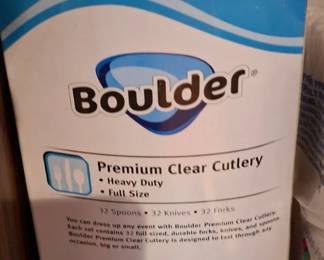 Boulder®
Premium Clear Cutlery
• Heavy Duty
• Full Size
32 Spoons • 32 Knives • 32 Forks
You can dress up any event with Boulder Premium Clear Cutlery.
Each set contains 32 full sized, durable forks, knives, and spoons.
Boulder Premium Clear Cutlery is designed to last through any
occasion, big or small.